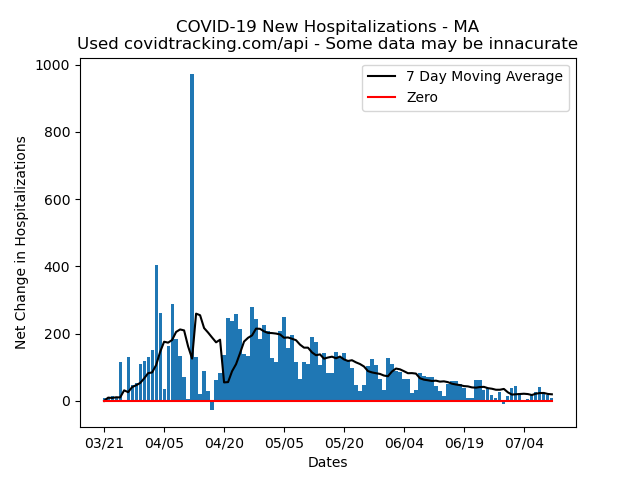 COVID-19 New Hospitalizations - MA
Used covidtracking.com/api - Some data may be innacurate
7 Day Moving Average
Zero
Net Change in Hospitalizations
1000
800
600
400
200
0
03/21 04/05 04/20 05/05 05/20 06/04 06/19 07/04
Dates